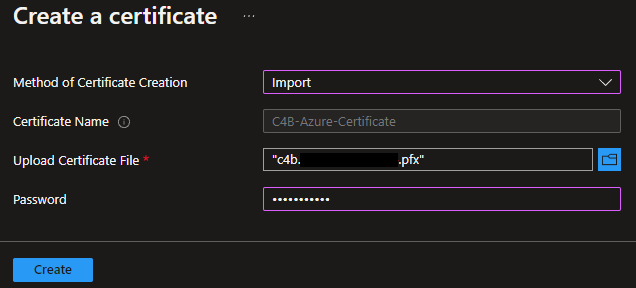 Create a certificate ...
Method of Certificate Creation Import
Certificate Name C4B-Azure-Certificate
Upload Certificate File * "c4b. .pfx"
Password •••••••••••
Create